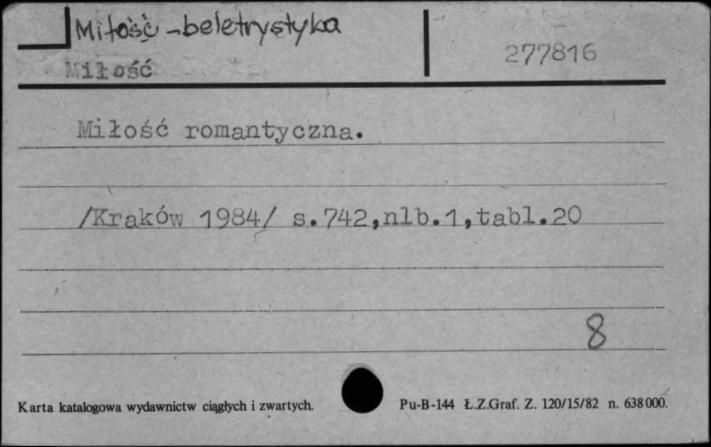 Miłość - beletrystyka
Miłość
277816
Miłość romantyczna.
/Kraków 1984/ s.742,nlb.1,tabl.20
8
Karta katalogowa wydawnictw ciągłych i zwartych.
Pu-B-144 Ł.Z.Graf. Z. 120/15/82 n. 638000.